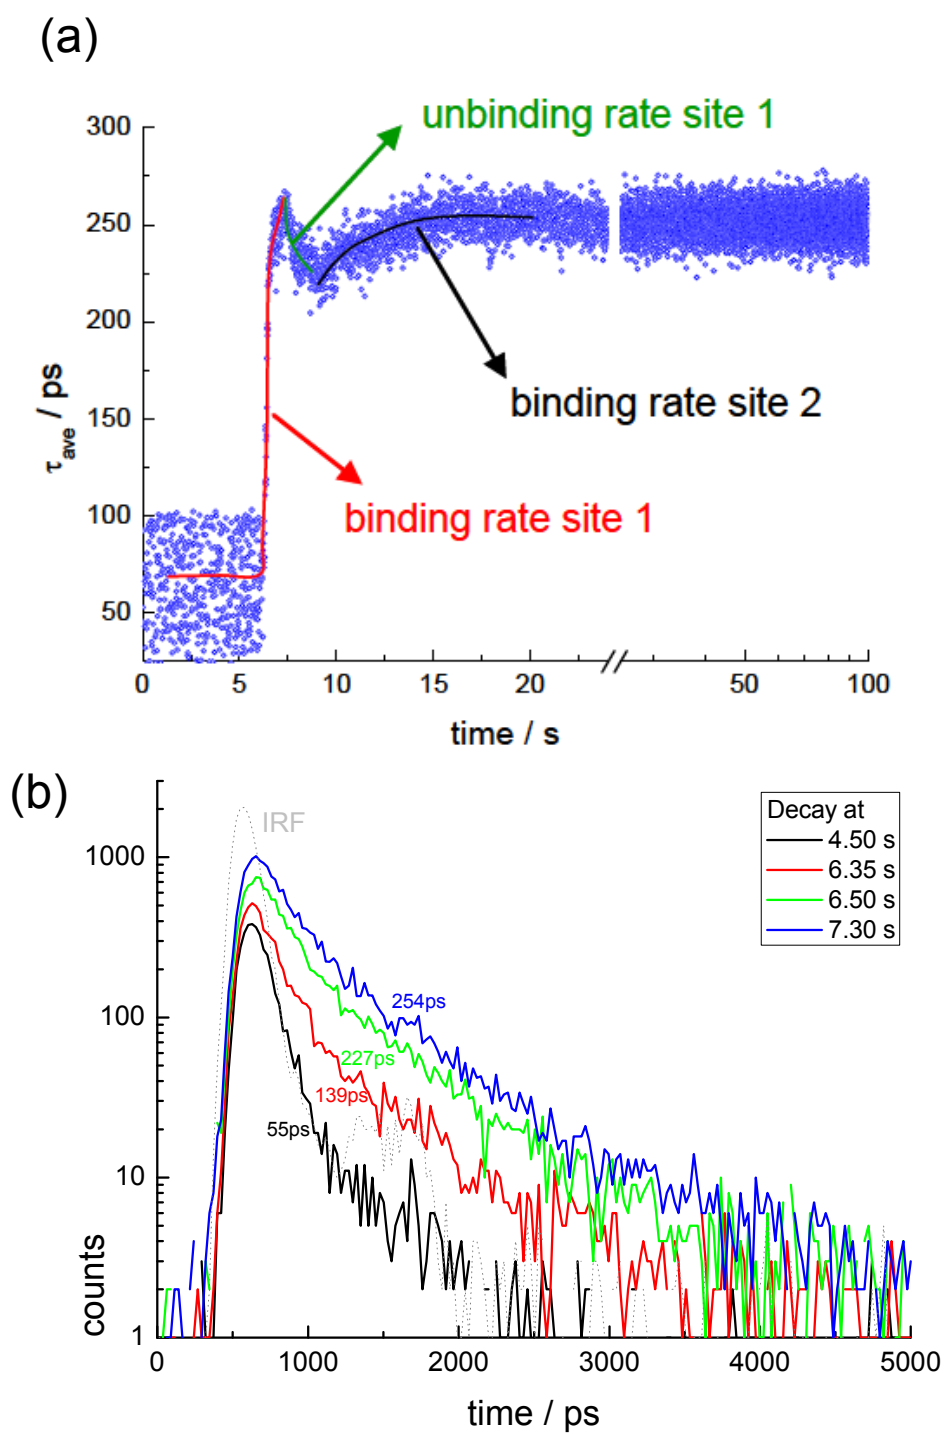 (a)
unbinding rate site 1
300
250
200
150
100
50
τave / ps
binding rate site 2
binding rate site 1
0 5 10 15 20 50 100
time / s
(b)
IRF
Decay at
4.50 s
6.35 s
6.50 s
7.30 s
1000
100
10
1
counts
254ps
227ps
139ps
55ps
0 1000 2000 3000 4000 5000
time / ps